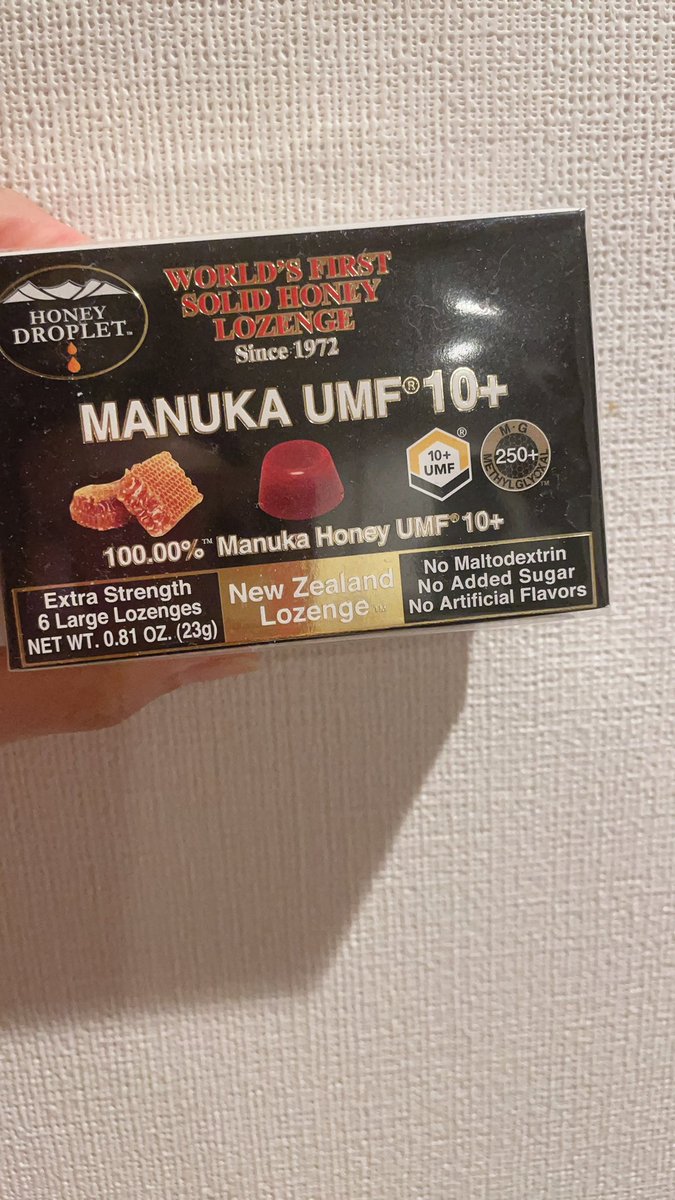 HONEY
DROPLET™
WORLD'S FIRST
SOLID HONEY
LOZENGE
Since 1972
MANUKA UMF® 10+
10+
UMF
®
M·G
250+
METHYLGLYOXAL
™
100.00%™ Manuka Honey UMF® 10+
Extra Strength
6 Large Lozenges
NET WT. 0.81 OZ. (23g)
New Zealand
Lozenge™
No Maltodextrin
No Added Sugar
No Artificial Flavors